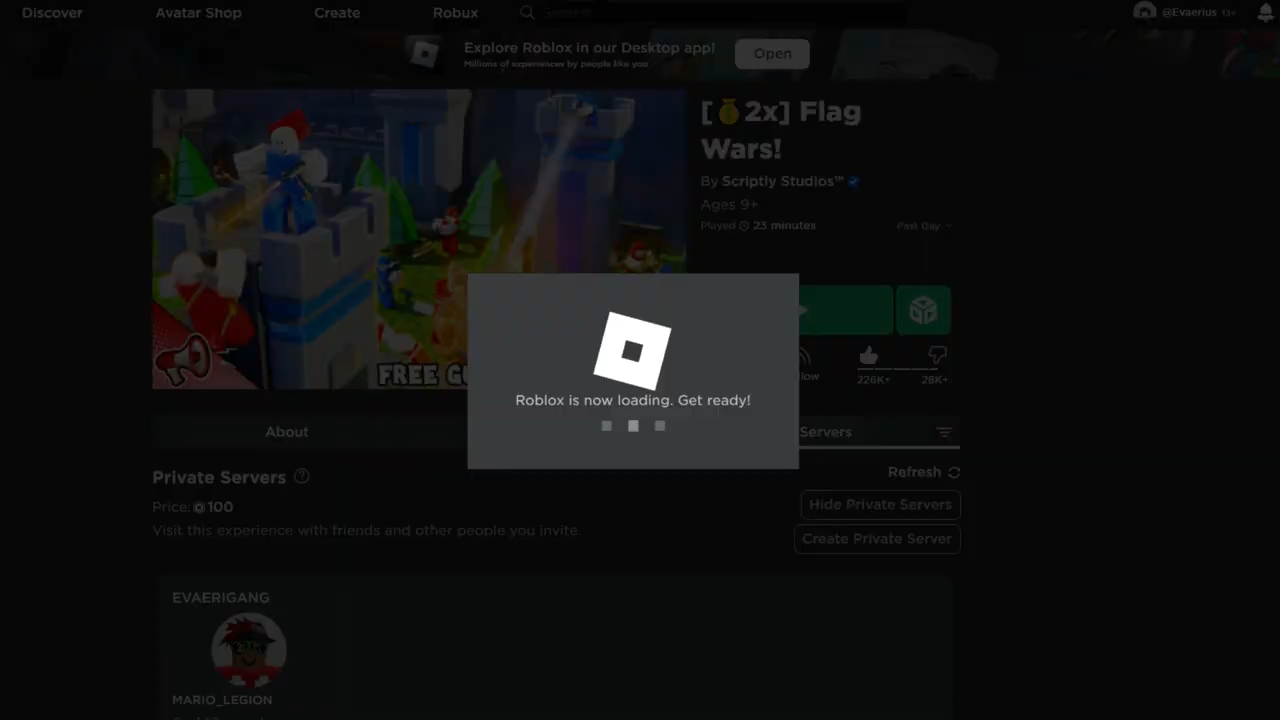 Discover Avatar Shop Create Robux Search @Evaerius 13+
Explore Roblox in our Desktop app!
Millions of experiences by people like you
Open
[💰2x] Flag
Wars!
By Scriptly Studios™
Ages 9+
Played 23 minutes Past Day
FREE
Roblox is now loading. Get ready!
226K+ 28K+
About Servers
Private Servers
Refresh
Price: 100
Hide Private Servers
Visit this experience with friends and other people you invite.
Create Private Server
EVAERIGANG
MARIO_LEGION